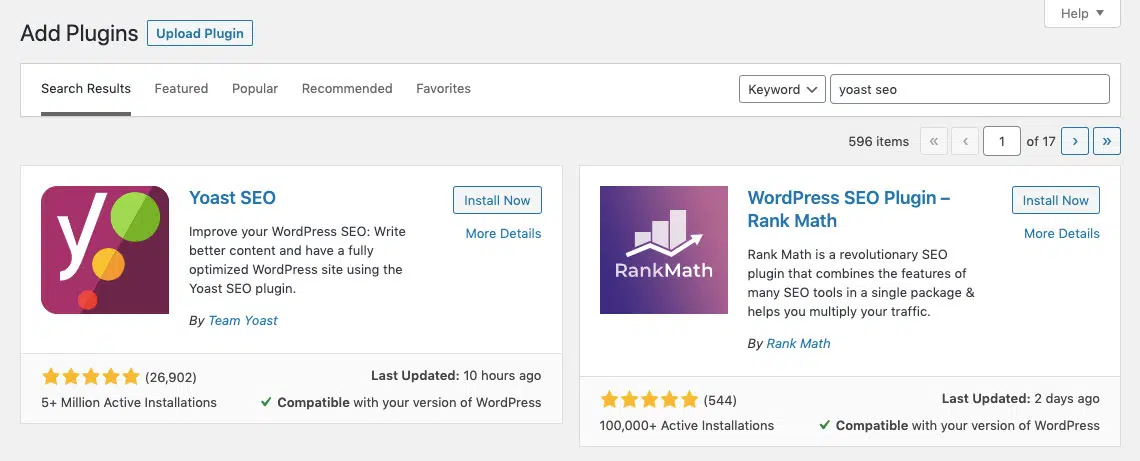 Help
Add Plugins Upload Plugin
Search Results Featured Popular Recommended Favorites Keyword yoast seo
596 items « ‹ 1 of 17 › »
y
Yoast SEO
Install Now
More Details
Improve your WordPress SEO: Write
better content and have a fully
optimized WordPress site using the
Yoast SEO plugin.
By Team Yoast
(26,902)
Last Updated: 10 hours ago
5+ Million Active Installations
✓ Compatible with your version of WordPress
RankMath
WordPress SEO Plugin –
Rank Math
Install Now
More Details
Rank Math is a revolutionary SEO
plugin that combines the features of
many SEO tools in a single package &
helps you multiply your traffic.
By Rank Math
(544)
Last Updated: 2 days ago
100,000+ Active Installations
✓ Compatible with your version of WordPress